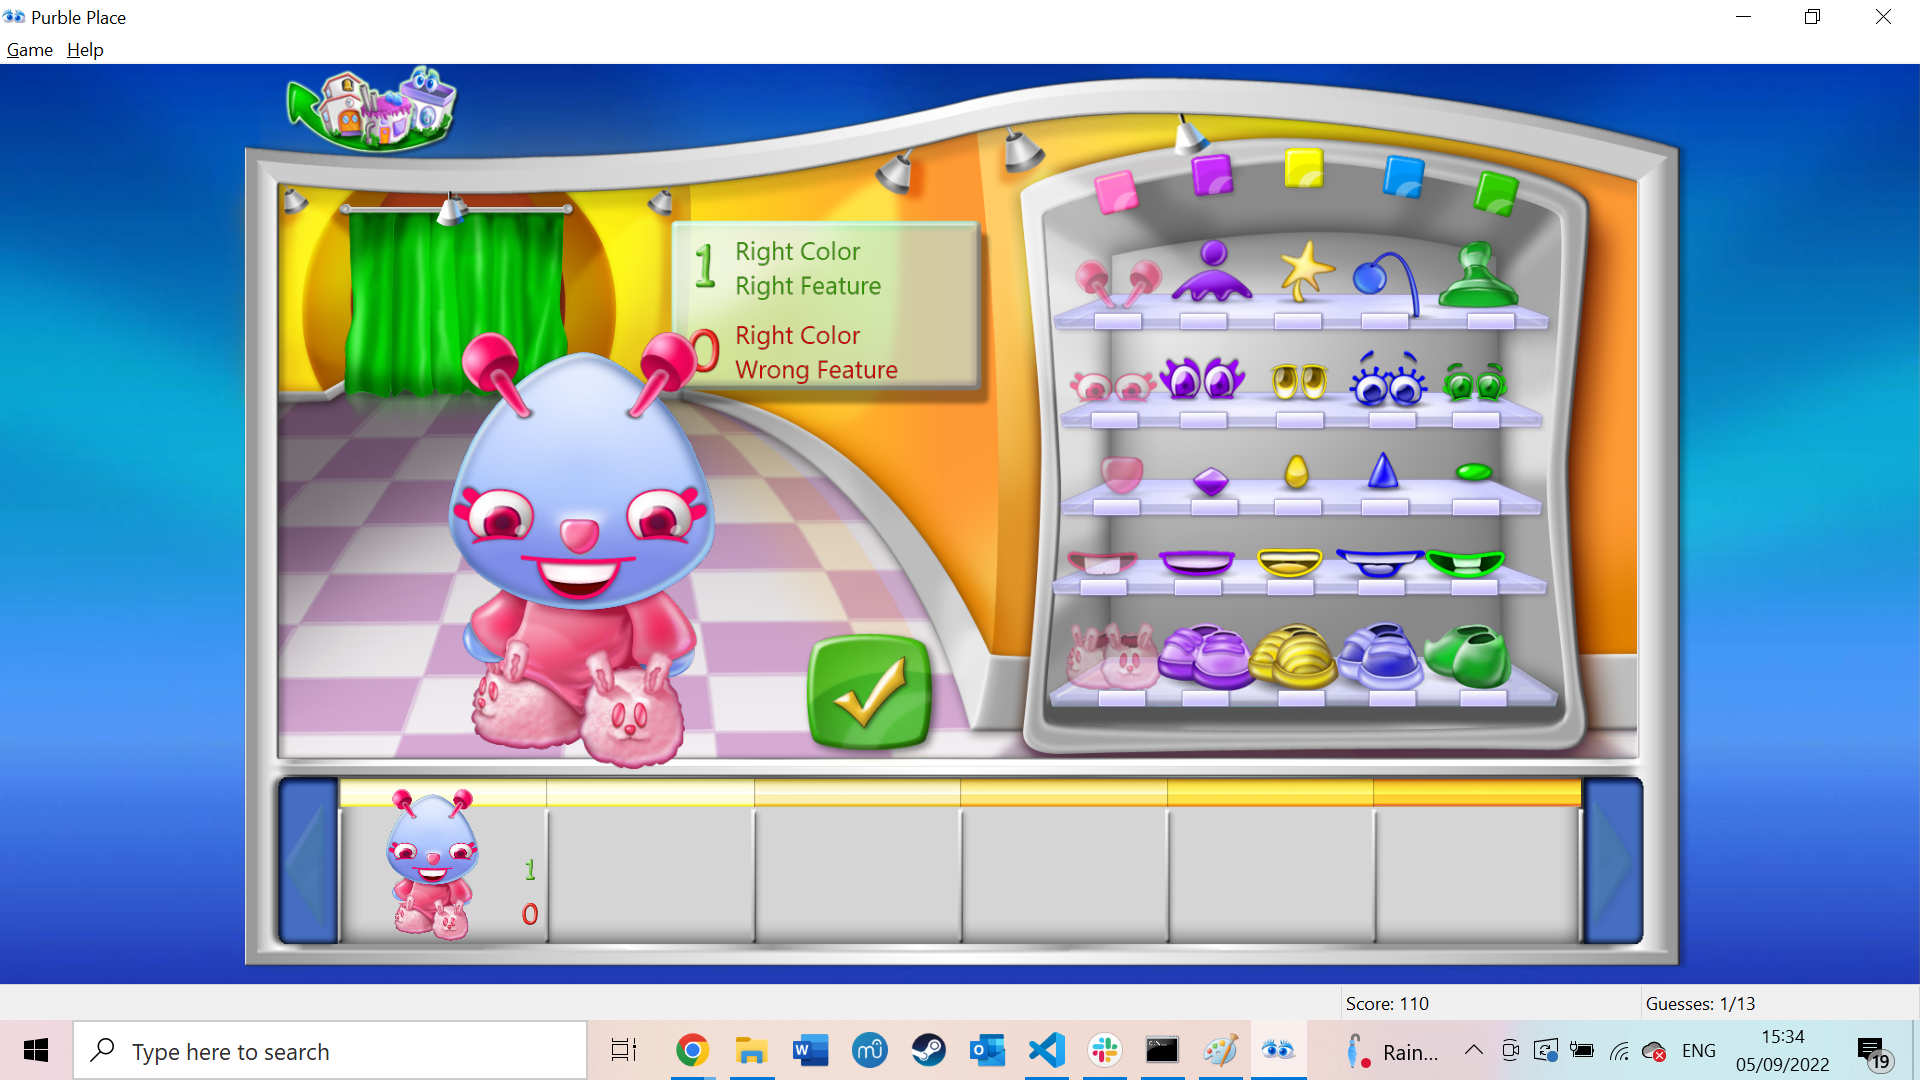 Purble Place
Game Help
1 Right Color
Right Feature
0 Right Color
Wrong Feature
1
0
Score: 110
Guesses: 1/13
Type here to search
Rain...
ENG
15:34
05/09/2022
19